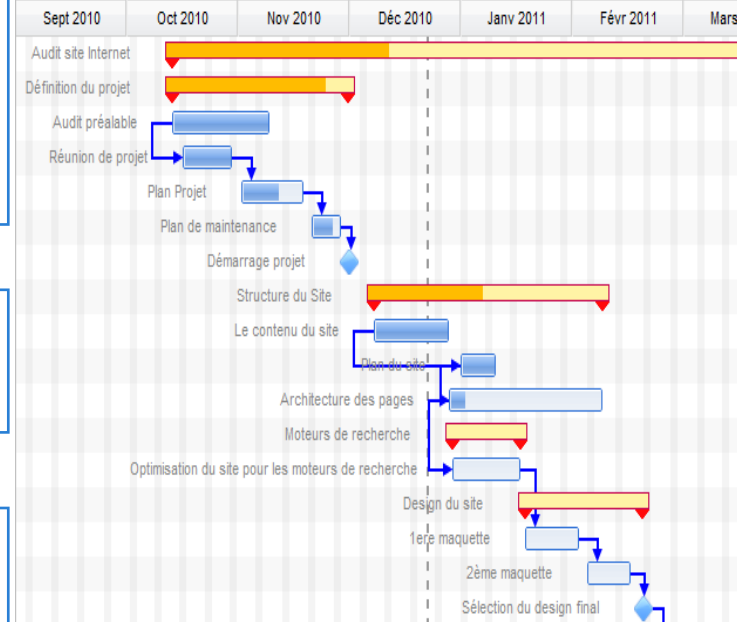 Sept 2010 Oct 2010 Nov 2010 Déc 2010 Janv 2011 Févr 2011 Mars
Audit site Internet
Définition du projet
Audit préalable
Réunion de projet
Plan Projet
Plan de maintenance
Démarrage projet
Structure du Site
Le contenu du site
Plan du site
Architecture des pages
Moteurs de recherche
Optimisation du site pour les moteurs de recherche
Design du site
1ere maquette
2ème maquette
Sélection du design final